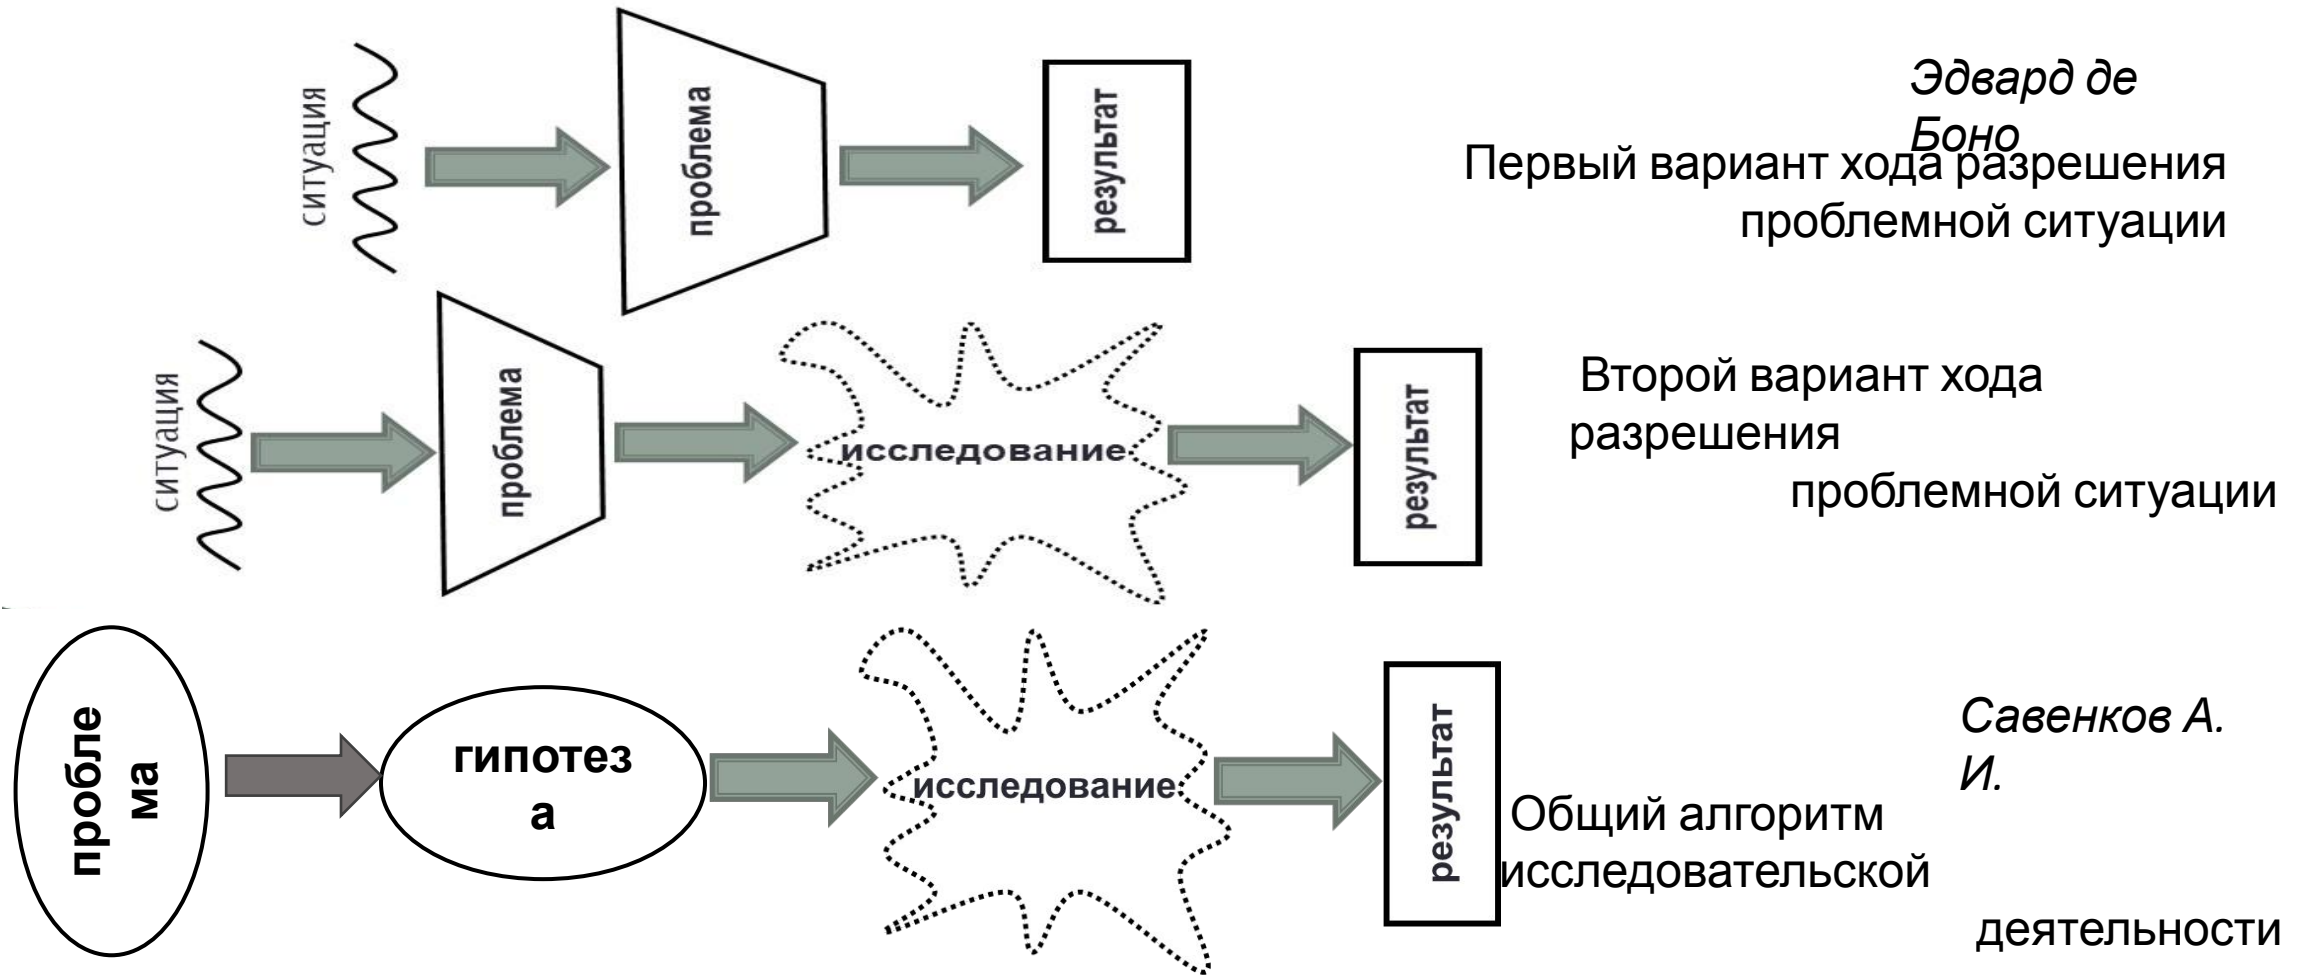 ситуация
проблема
результат
Эдвард де
Боно
Первый вариант хода разрешения
проблемной ситуации
ситуация
проблема
исследование
результат
Второй вариант хода
разрешения
проблемной ситуации
пробле
ма
гипотез
а
исследование
результат
Савенков А.
И.
Общий алгоритм
исследовательской
деятельности